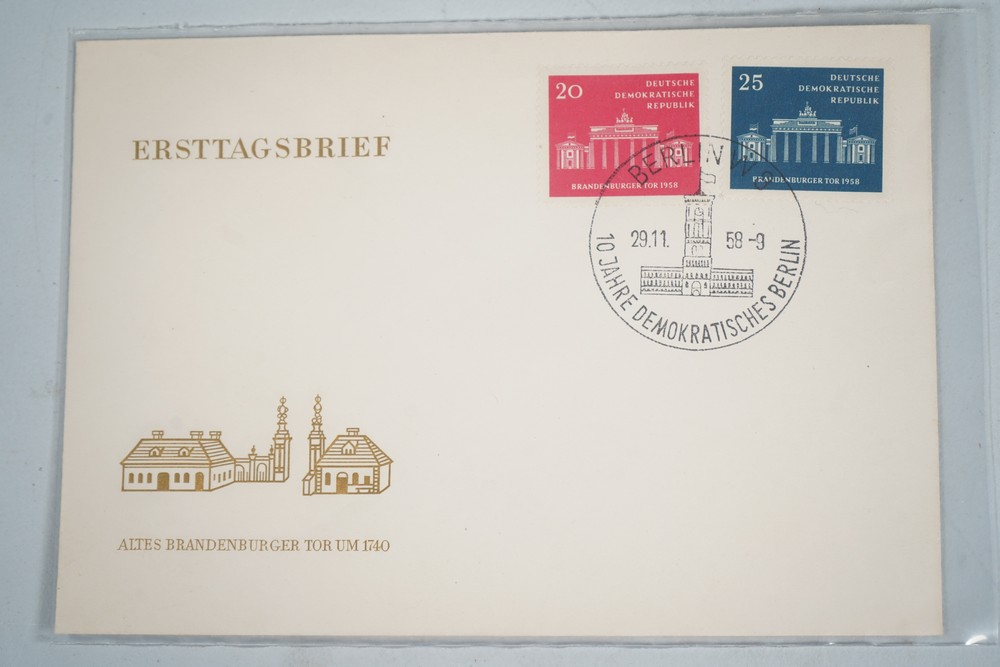 ERSTTAGSBRIEF
20
DEUTSCHE
DEMOKRATISCHE
REPUBLIK
BRANDENBURGER TOR 1958
25
DEUTSCHE
DEMOKRATISCHE
REPUBLIK
BRANDENBURGER TOR 1958
BERLIN W 8
29.11. 58-9
10 JAHRE DEMOKRATISCHES BERLIN
ALTES BRANDENBURGER TOR UM 1740